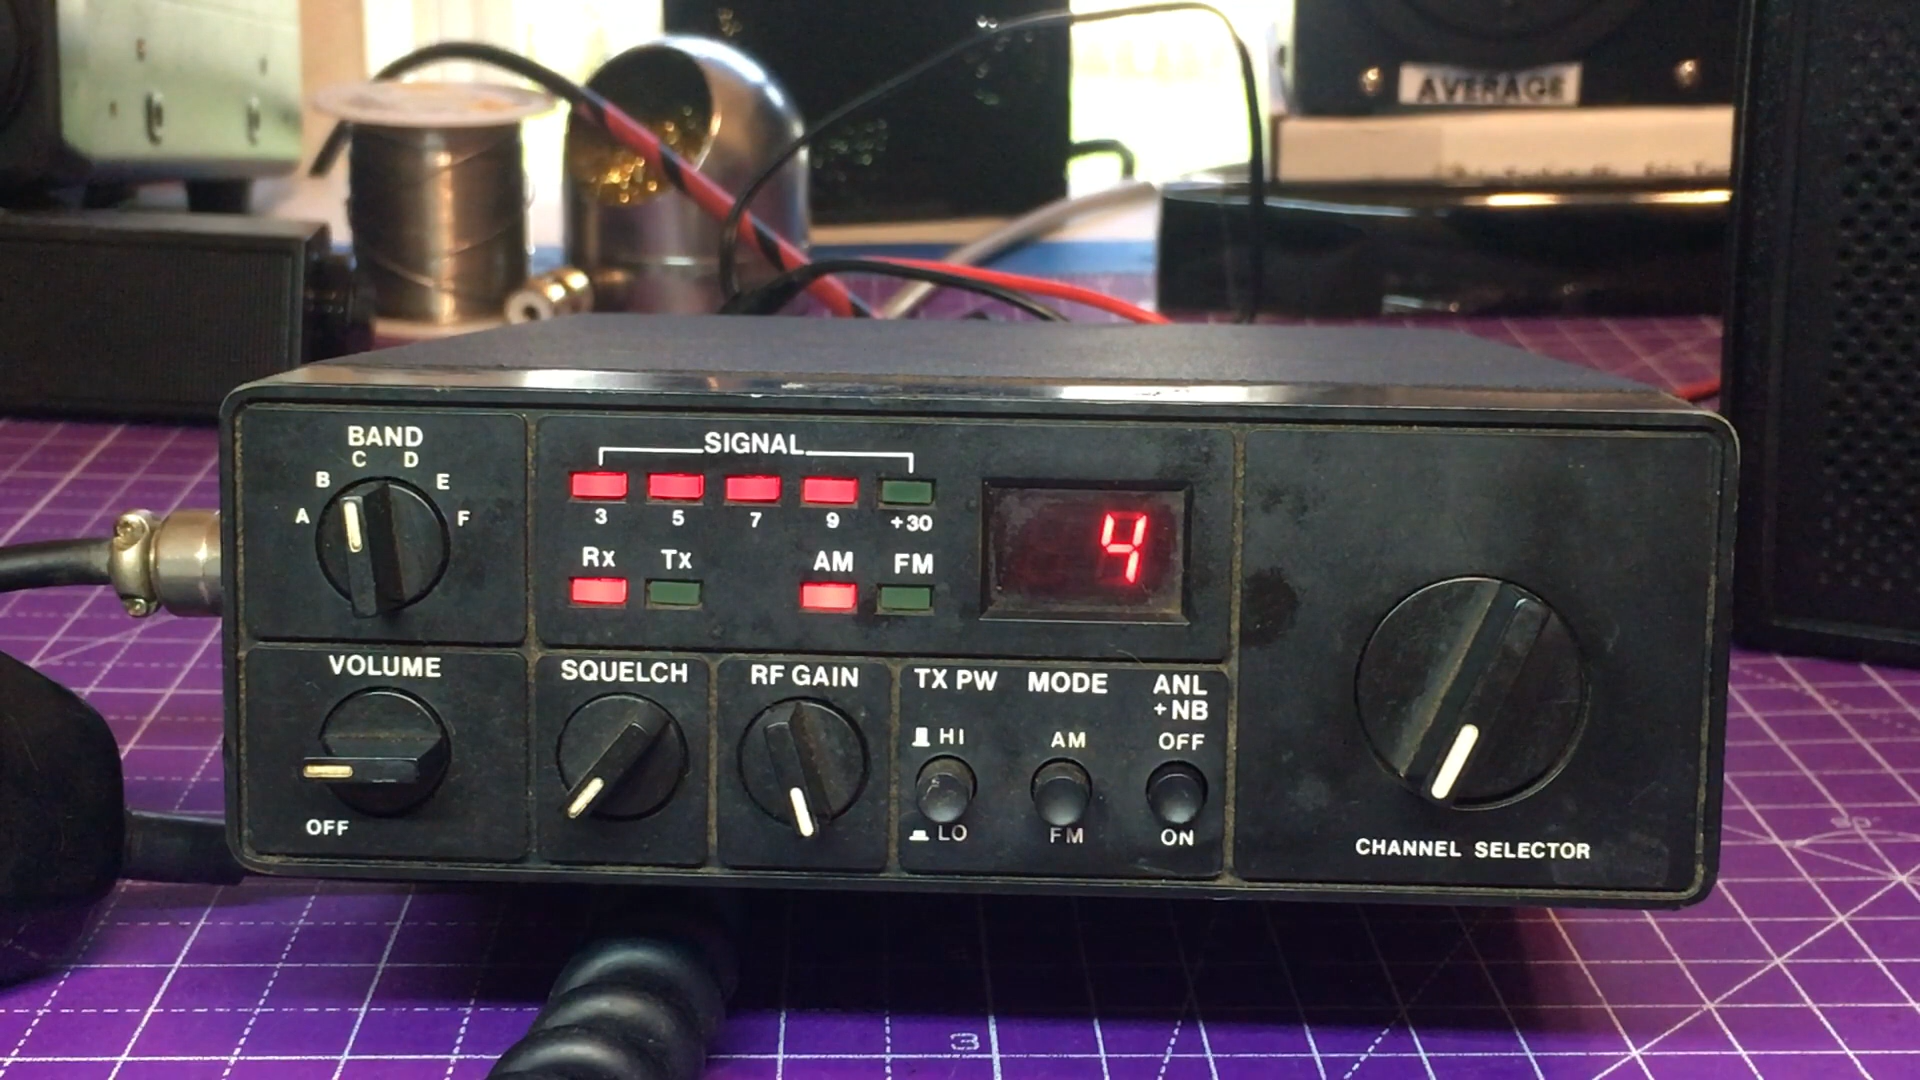 AVERAGE
BAND
C D
B E
A F
SIGNAL
3 5 7 9 +30
Rx Tx AM FM
4
VOLUME
OFF
SQUELCH
RF GAIN
TX PW
HI
LO
MODE
AM
FM
ANL
+NB
OFF
ON
CHANNEL SELECTOR
3